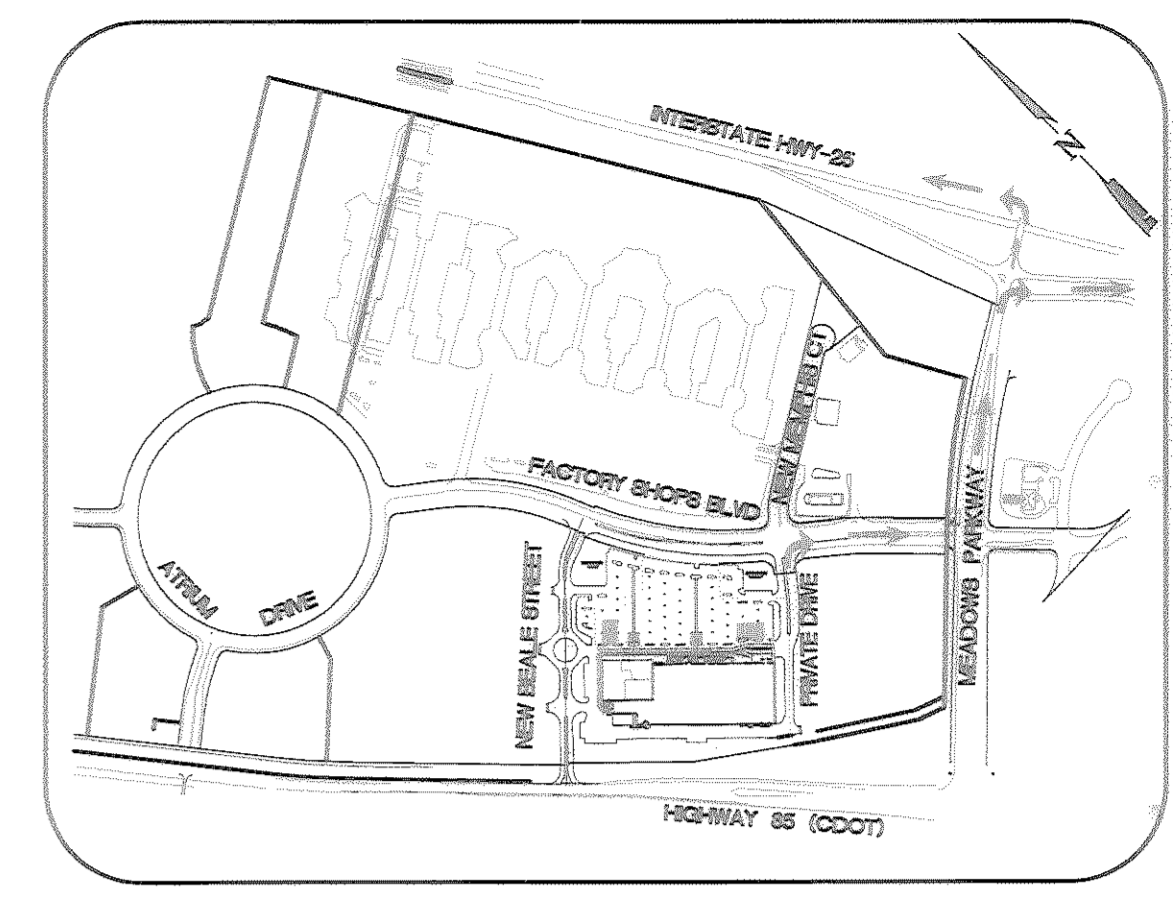 INTERSTATE HWY-25
N
FACTORY SHOPS BLVD
MEADOWS PARKWAY
NEW BEALE STREET
PRIVATE DRIVE
ATRIUM DRIVE
HIGHWAY 85 (CDOT)